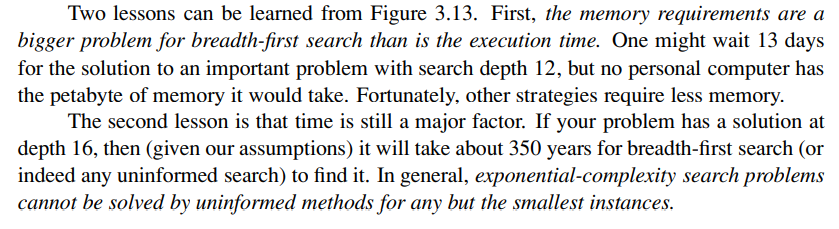 Two lessons can be learned from Figure 3.13. First, the memory requirements are a
bigger problem for breadth-first search than is the execution time. One might wait 13 days
for the solution to an important problem with search depth 12, but no personal computer has
the petabyte of memory it would take. Fortunately, other strategies require less memory.
The second lesson is that time is still a major factor. If your problem has a solution at
depth 16, then (given our assumptions) it will take about 350 years for breadth-first search (or
indeed any uninformed search) to find it. In general, exponential-complexity search problems
cannot be solved by uninformed methods for any but the smallest instances.